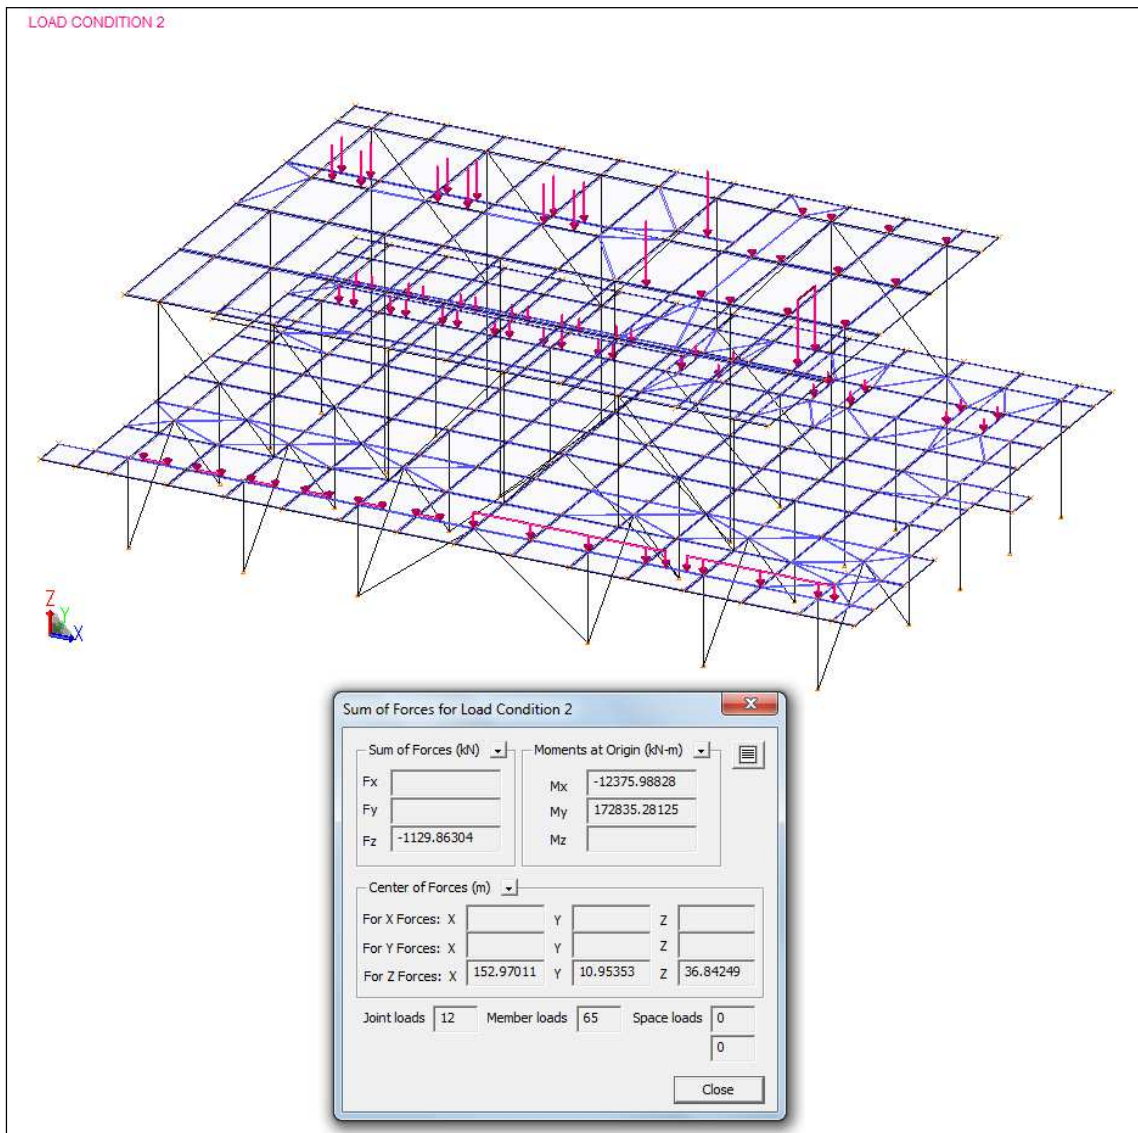 LOAD CONDITION 2
Z
Y
X
Sum of Forces for Load Condition 2
Sum of Forces (kN)
Moments at Origin (kN-m)
Fx
Mx -12375.98828
Fy
My 172835.28125
Fz -1129.86304
Mz
Center of Forces (m)
For X Forces: X Y Z
For Y Forces: X Y Z
For Z Forces: X 152.97011 Y 10.95353 Z 36.84249
Joint loads 12 Member loads 65 Space loads 0
0
Close